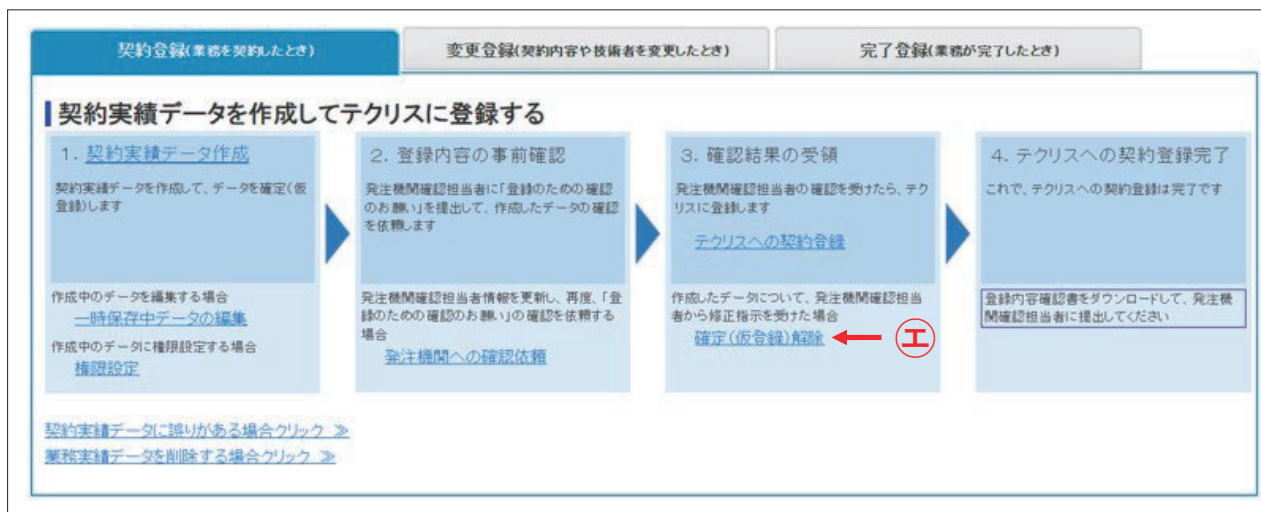 契約登録(業務を契約したとき)
変更登録(契約内容や技術者を変更したとき)
完了登録(業務が完了したとき)
契約実績データを作成してテクリスに登録する
1. 契約実績データ作成
契約実績データを作成して、データを確定(仮
登録)します
作成中のデータを編集する場合
一時保存中データの編集
作成中のデータに権限設定する場合
権限設定
2. 登録内容の事前確認
発注機関確認担当者に「登録のための確認
のお願い」を提出して、作成したデータの確認
を依頼します
発注機関確認担当者情報を更新し、再度、「登
録のための確認のお願い」の確認を依頼する
場合
発注機関への確認依頼
3. 確認結果の受領
発注機関確認担当者の確認を受けたら、テク
リスに登録します
テクリスへの契約登録
作成したデータについて、発注機関確認担当
者から修正指示を受けた場合
確定(仮登録)解除
エ
4. テクリスへの契約登録完了
これで、テクリスへの契約登録は完了です
登録内容確認書をダウンロードして、発注機
関確認担当者に提出してください
契約実績データに誤りがある場合クリック ≫
業務実績データを削除する場合クリック ≫